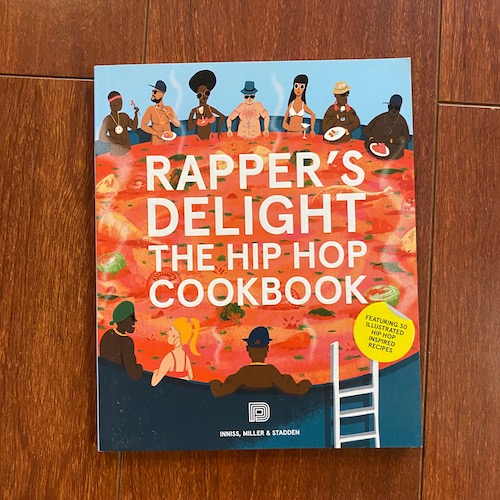 RAPPER'S
DELIGHT
THE HIP HOP
COOKBOOK
FEATURING 30
ILLUSTRATED
HIP HOP
INSPIRED
RECIPES
INNISS, MILLER & STADDEN